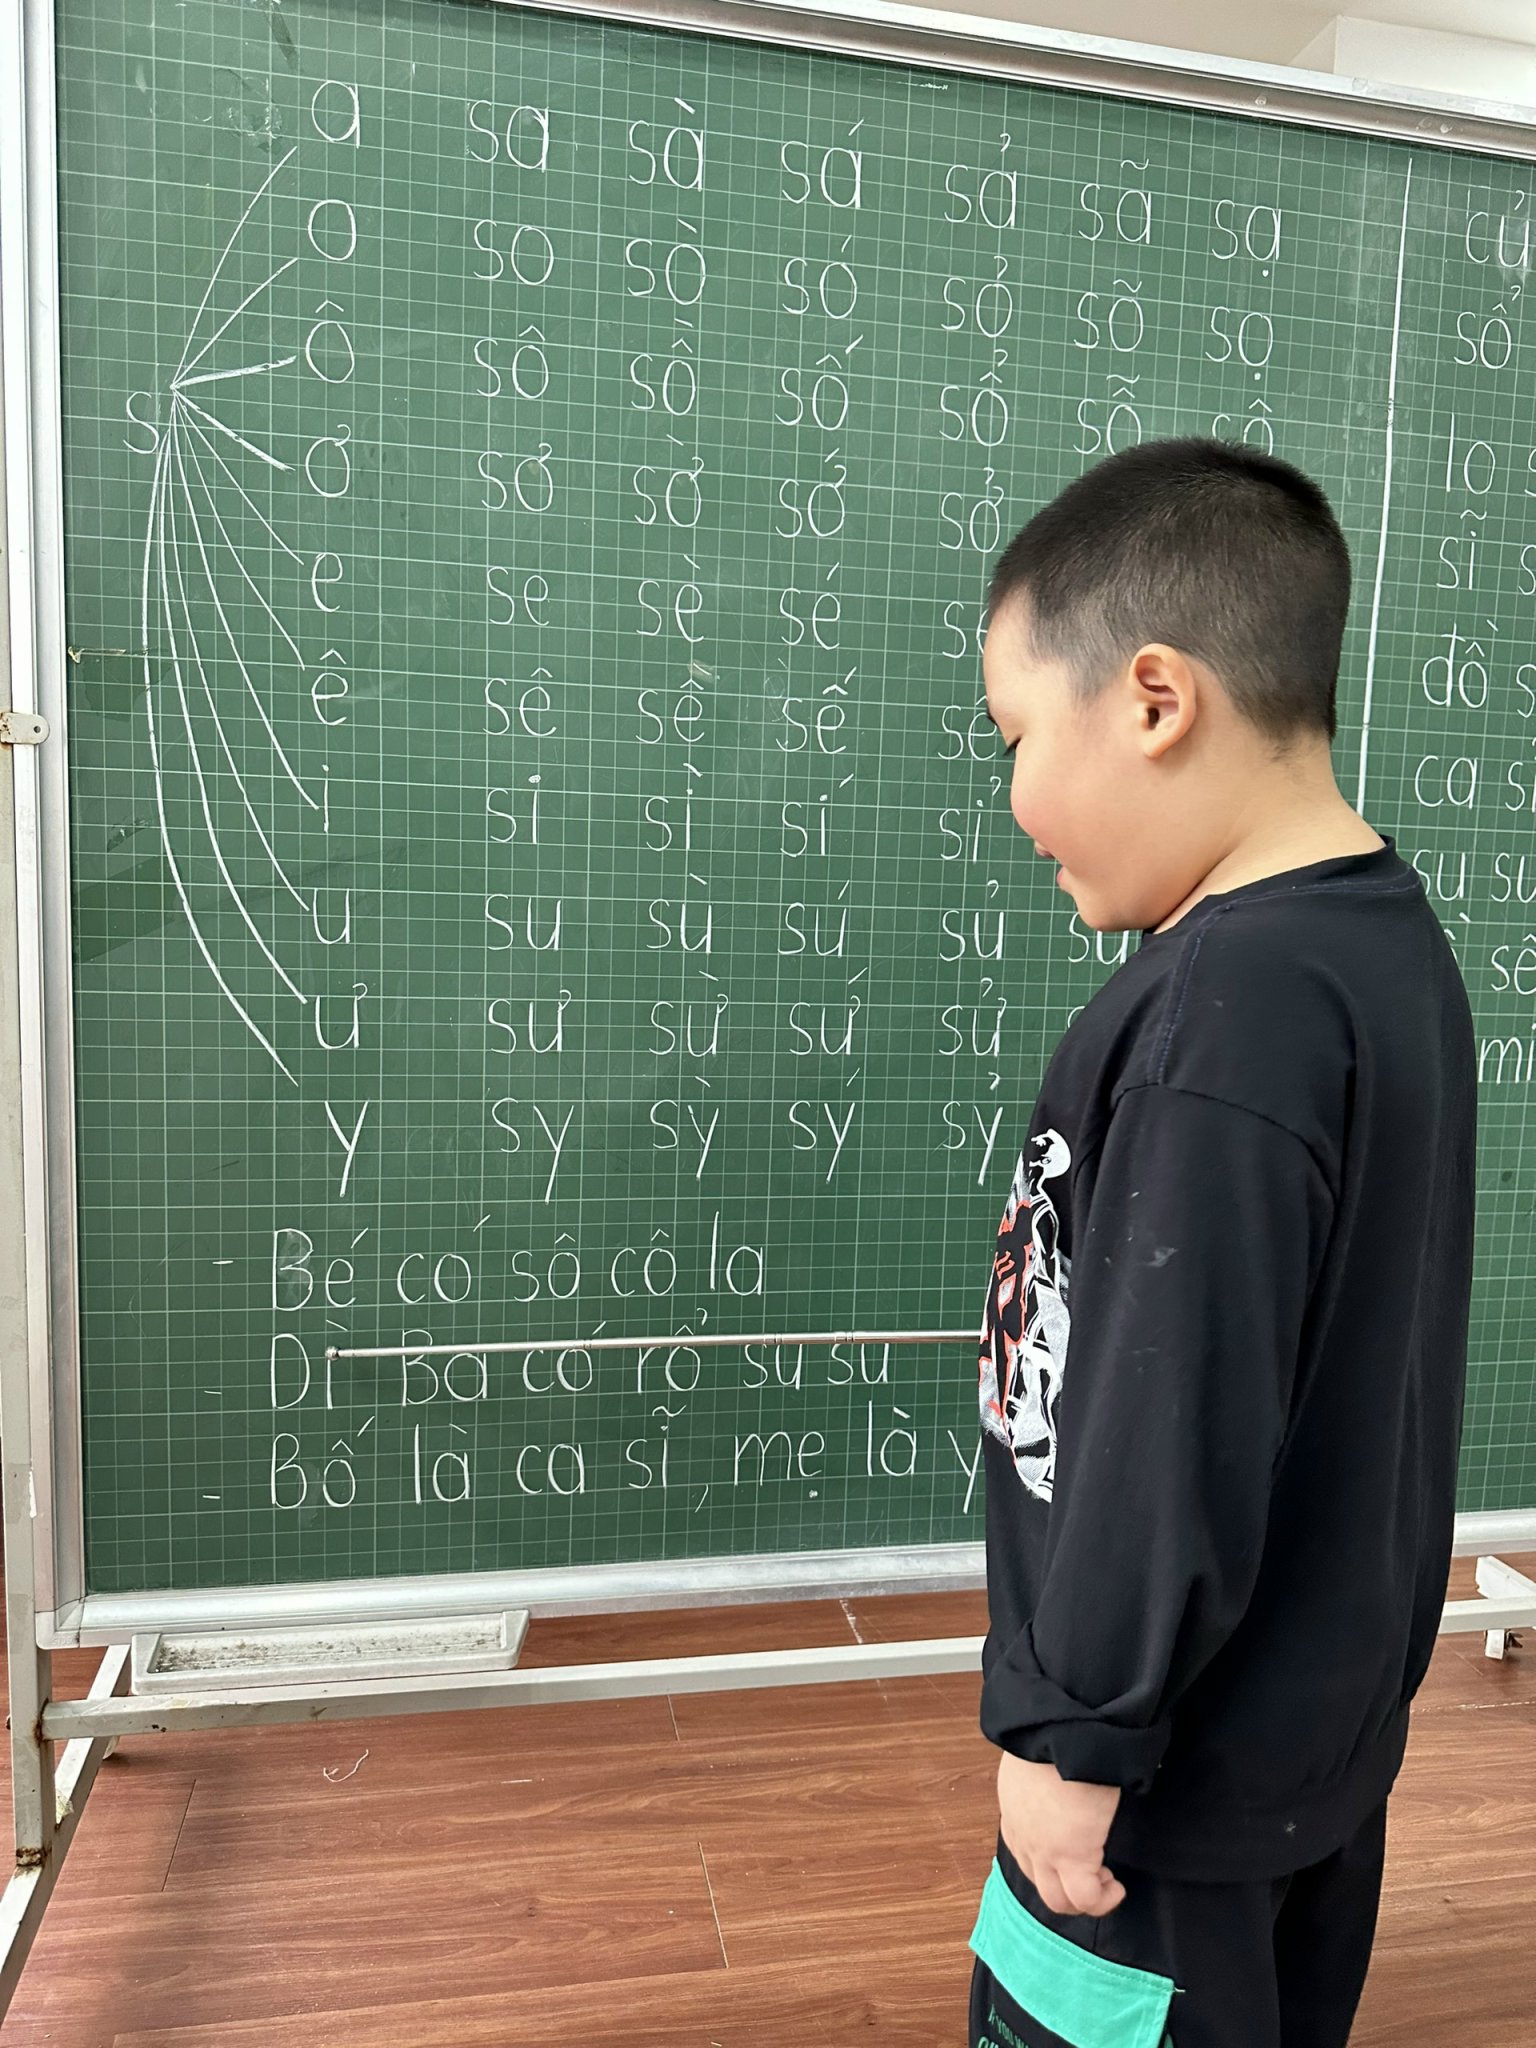 a sa sà sá sả sã sạ
o so sò só sỏ sõ sọ
ô sô sồ số sổ sỗ sộ
s
ơ sơ sờ sớ sở
e se sè sé
ê sê sề sế
i si sì sí sỉ
u su sù sú sủ
ư sư sừ sứ sử
y sy sỳ sý sỷ
- Bé có sô cô la
- Dì Ba có rổ su su
- Bố là ca sĩ, mẹ là y
củ
sổ
lo
sĩ
đồ
ca
su su